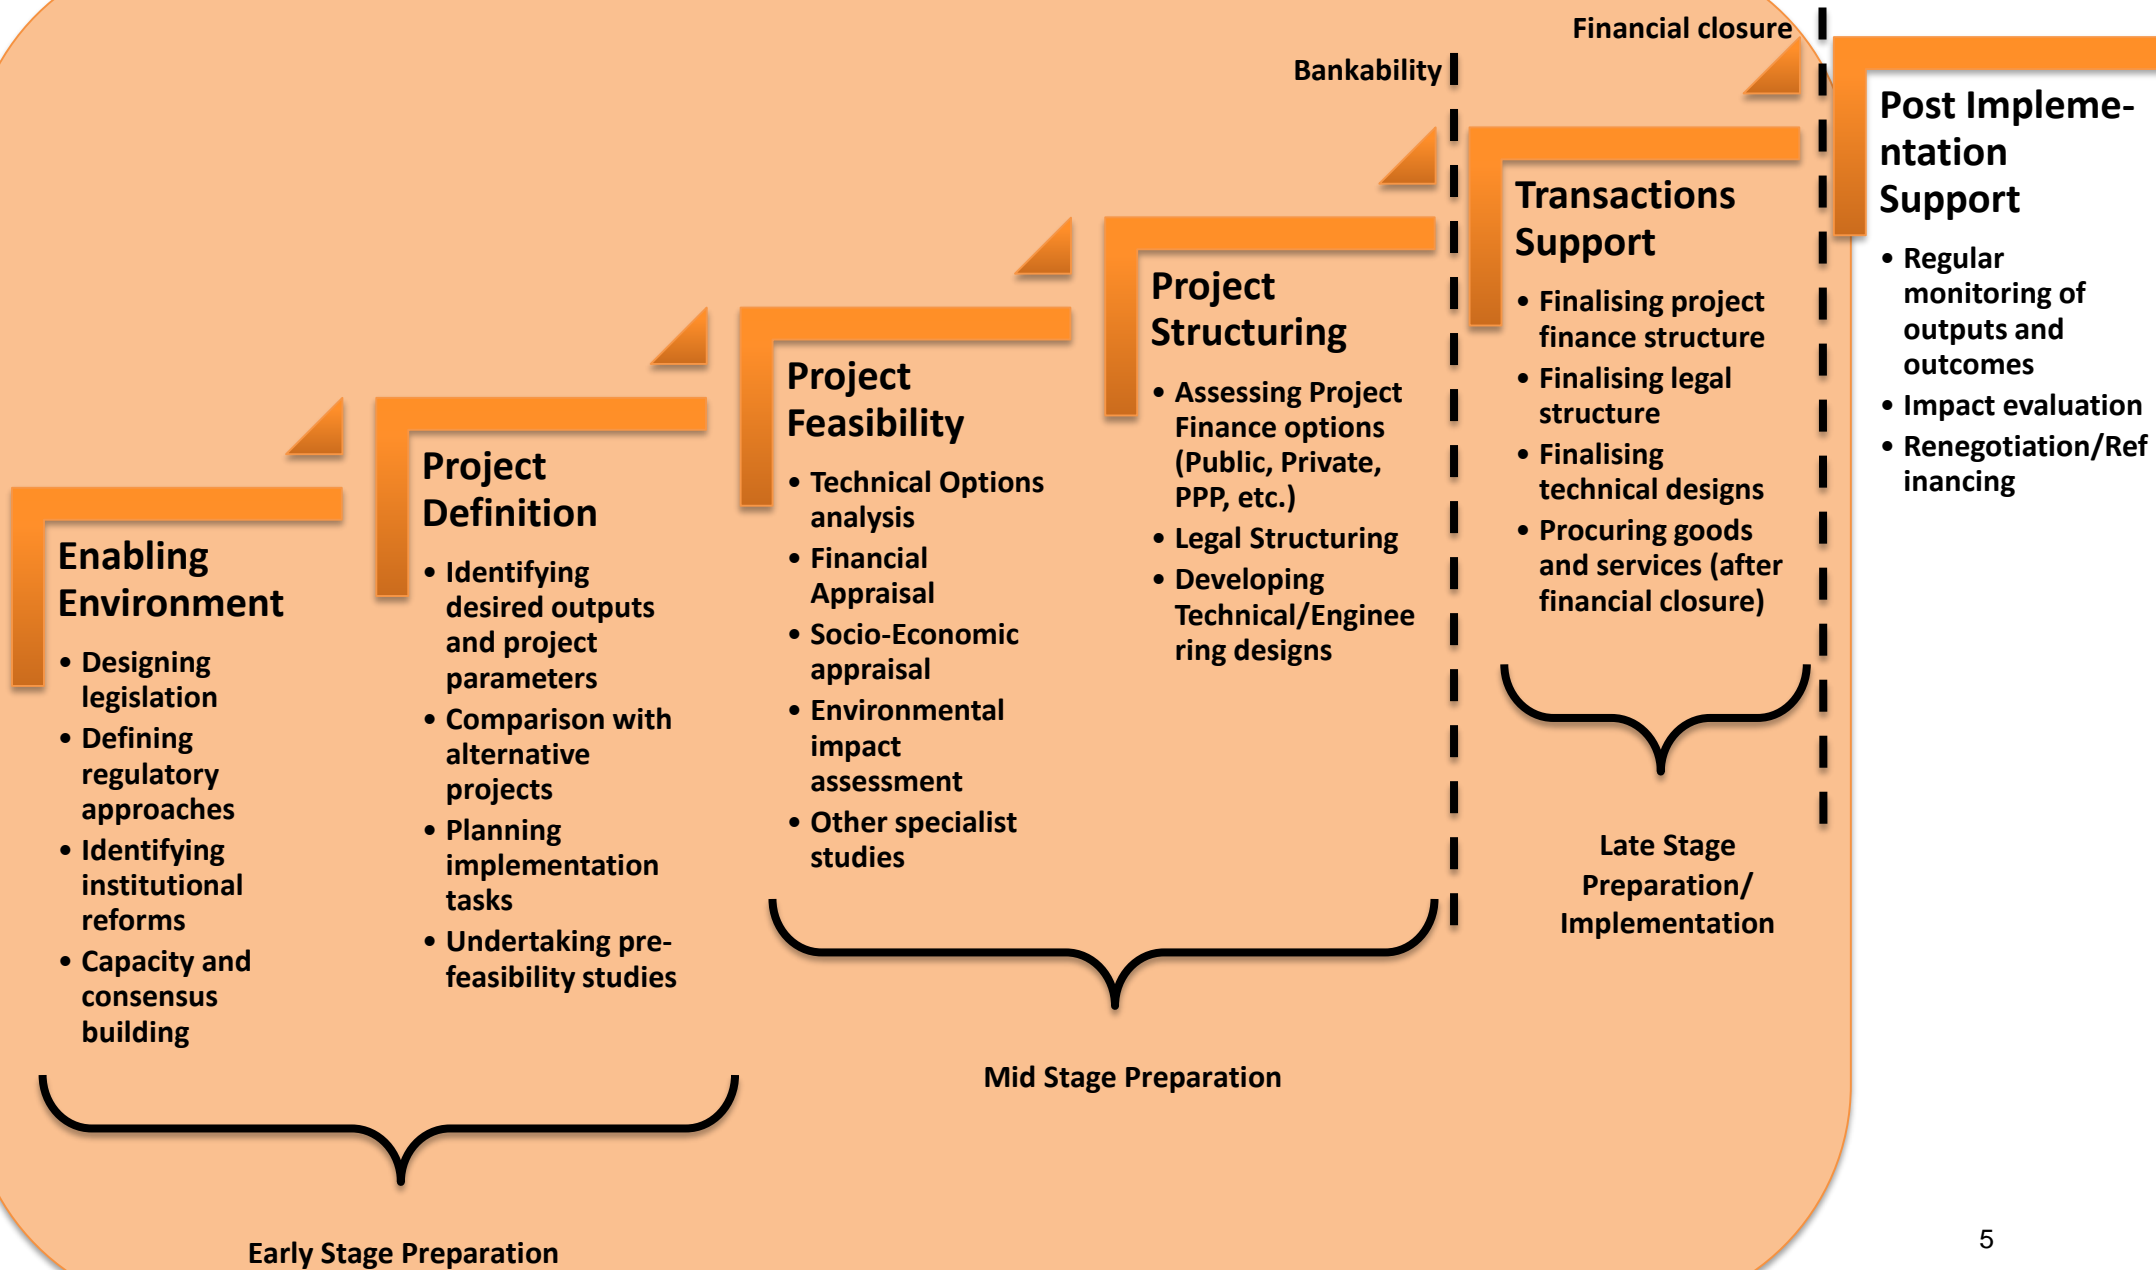 Financial closure
Bankability
Enabling
Environment
• Designing
legislation
• Defining
regulatory
approaches
• Identifying
institutional
reforms
• Capacity and
consensus
building
Project
Definition
• Identifying
desired outputs
and project
parameters
• Comparison with
alternative
projects
• Planning
implementation
tasks
• Undertaking pre-
feasibility studies
Project
Feasibility
• Technical Options
analysis
• Financial
Appraisal
• Socio-Economic
appraisal
• Environmental
impact
assessment
• Other specialist
studies
Project
Structuring
• Assessing Project
Finance options
(Public, Private,
PPP, etc.)
• Legal Structuring
• Developing
Technical/Enginee
ring designs
Transactions
Support
• Finalising project
finance structure
• Finalising legal
structure
• Finalising
technical designs
• Procuring goods
and services (after
financial closure)
Post Impleme-
ntation
Support
• Regular
monitoring of
outputs and
outcomes
• Impact evaluation
• Renegotiation/Ref
inancing
Late Stage
Preparation/
Implementation
Mid Stage Preparation
Early Stage Preparation
5